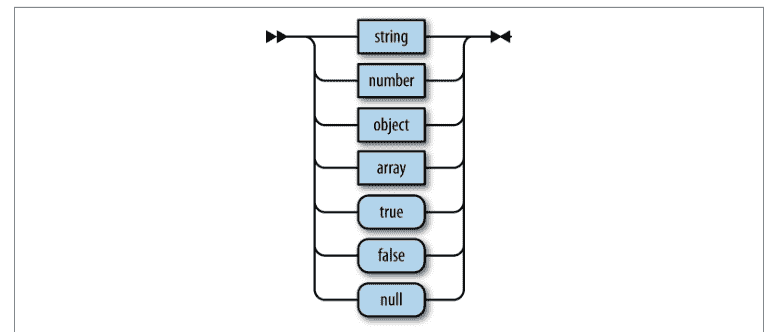 string
number
object
array
true
false
null